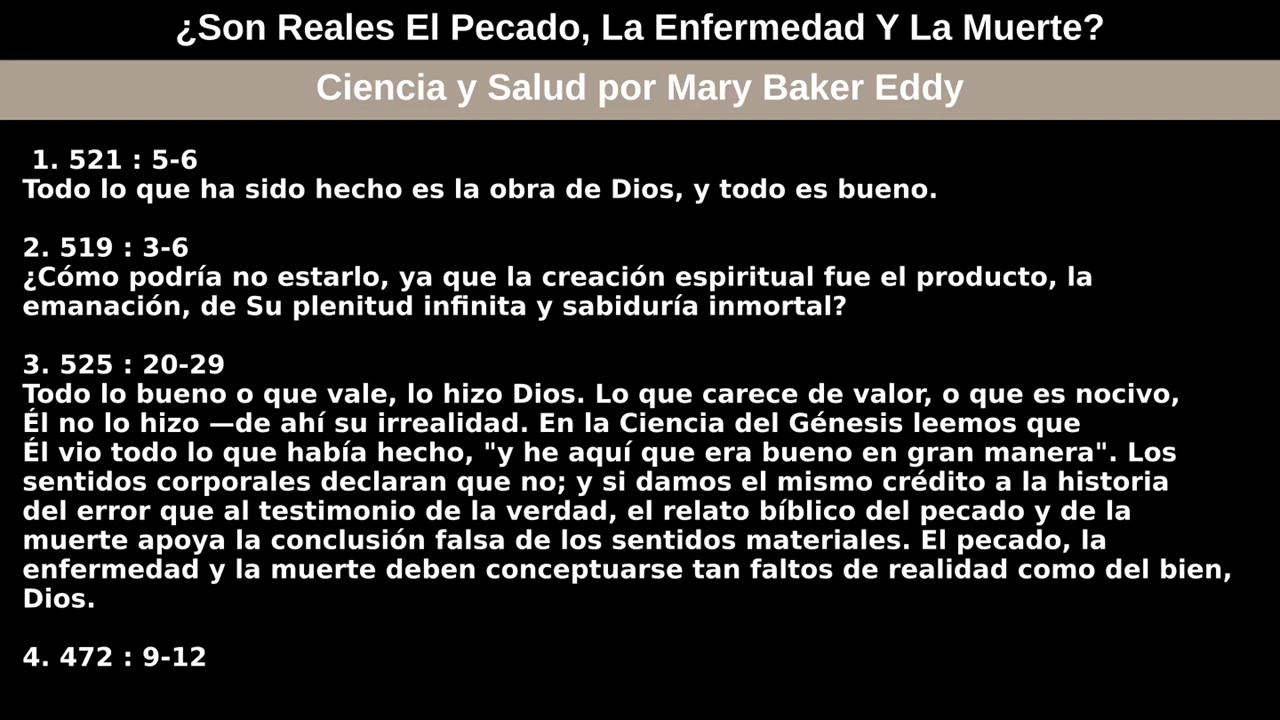 ¿Son Reales El Pecado, La Enfermedad Y La Muerte?
Ciencia y Salud por Mary Baker Eddy
1. 521 : 5-6
Todo lo que ha sido hecho es la obra de Dios, y todo es bueno.
2. 519 : 3-6
¿Cómo podría no estarlo, ya que la creación espiritual fue el producto, la
emanación, de Su plenitud infinita y sabiduría inmortal?
3. 525 : 20-29
Todo lo bueno o que vale, lo hizo Dios. Lo que carece de valor, o que es nocivo,
Él no lo hizo —de ahí su irrealidad. En la Ciencia del Génesis leemos que
Él vio todo lo que había hecho, "y he aquí que era bueno en gran manera". Los
sentidos corporales declaran que no; y si damos el mismo crédito a la historia
del error que al testimonio de la verdad, el relato bíblico del pecado y de la
muerte apoya la conclusión falsa de los sentidos materiales. El pecado, la
enfermedad y la muerte deben conceptuarse tan faltos de realidad como del bien,
Dios.
4. 472 : 9-12